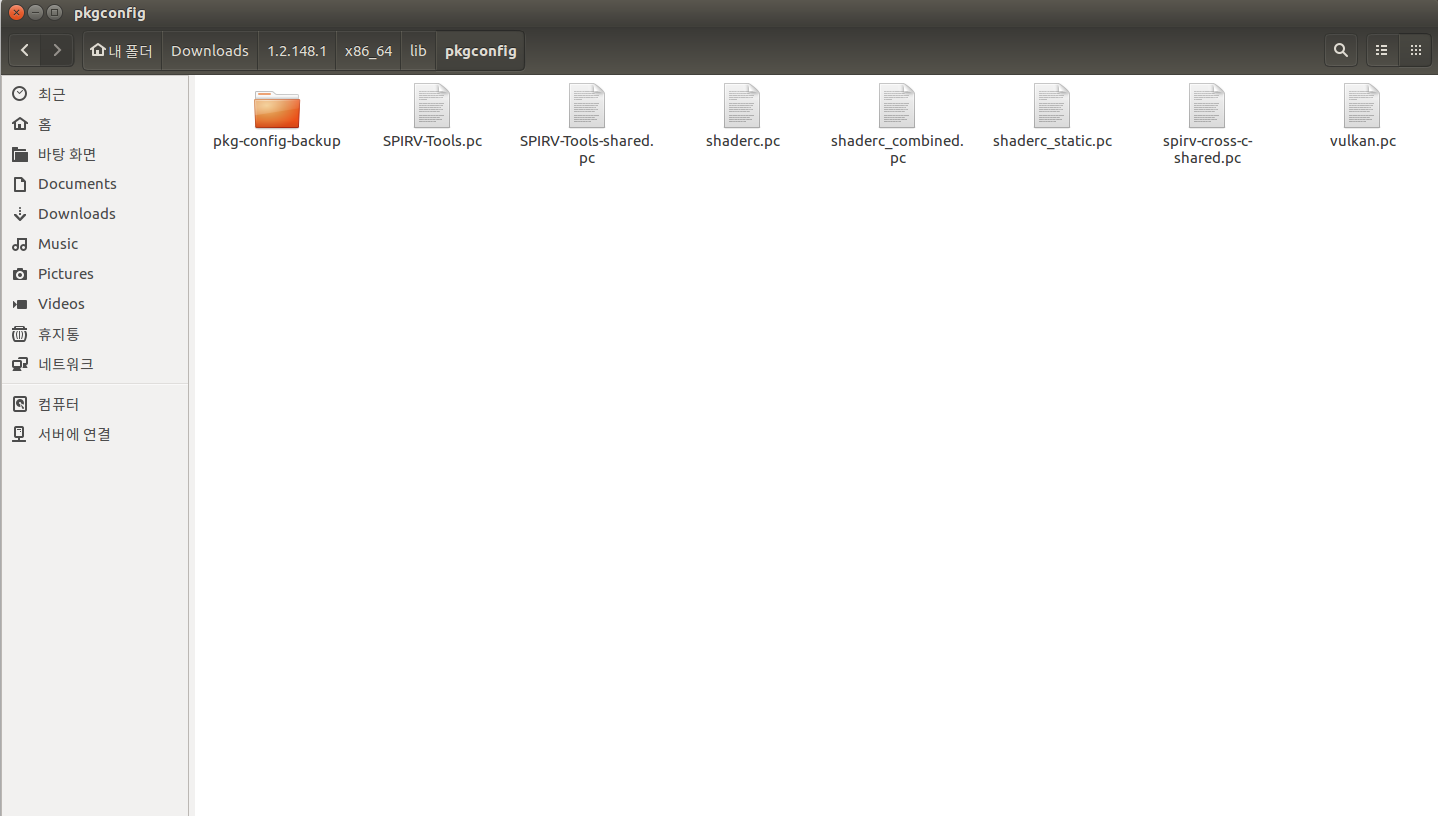 pkgconfig
내 폴더 Downloads 1.2.148.1 x86_64 lib pkgconfig
최근
홈
바탕 화면
Documents
Downloads
Music
Pictures
Videos
휴지통
네트워크
컴퓨터
서버에 연결
pkg-config-backup
SPIRV-Tools.pc
SPIRV-Tools-shared.
pc
shaderc.pc
shaderc_combined.
pc
shaderc_static.pc
spirv-cross-c-
shared.pc
vulkan.pc